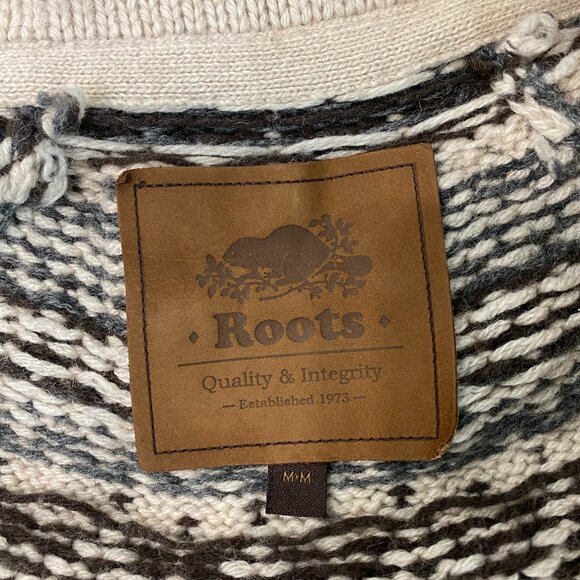 Roots
Quality & Integrity
— Established 1973 —
M·M